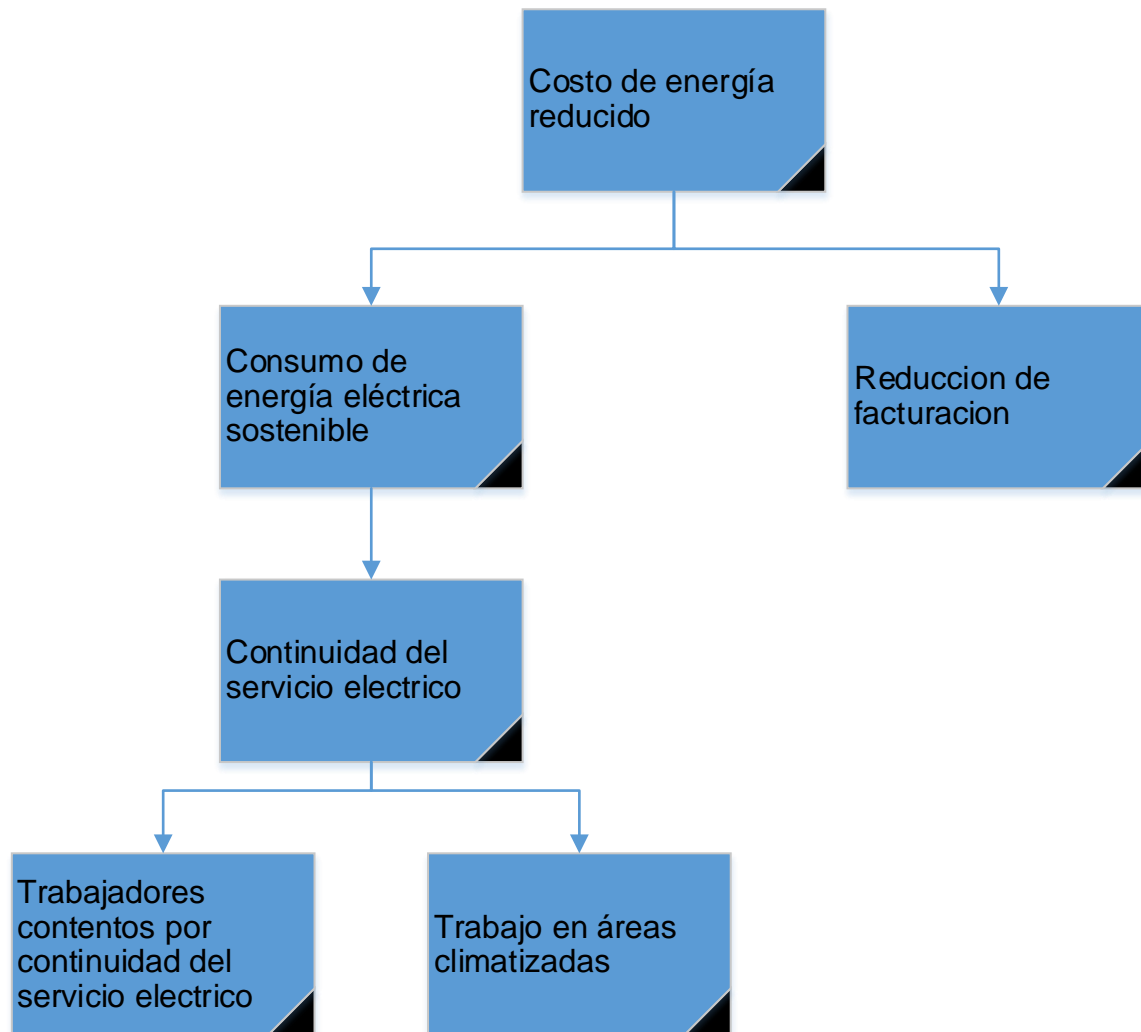 Costo de energía
reducido
Consumo de
energía eléctrica
sostenible
Reduccion de
facturacion
Continuidad del
servicio electrico
Trabajadores
contentos por
continuidad del
servicio electrico
Trabajo en áreas
climatizadas